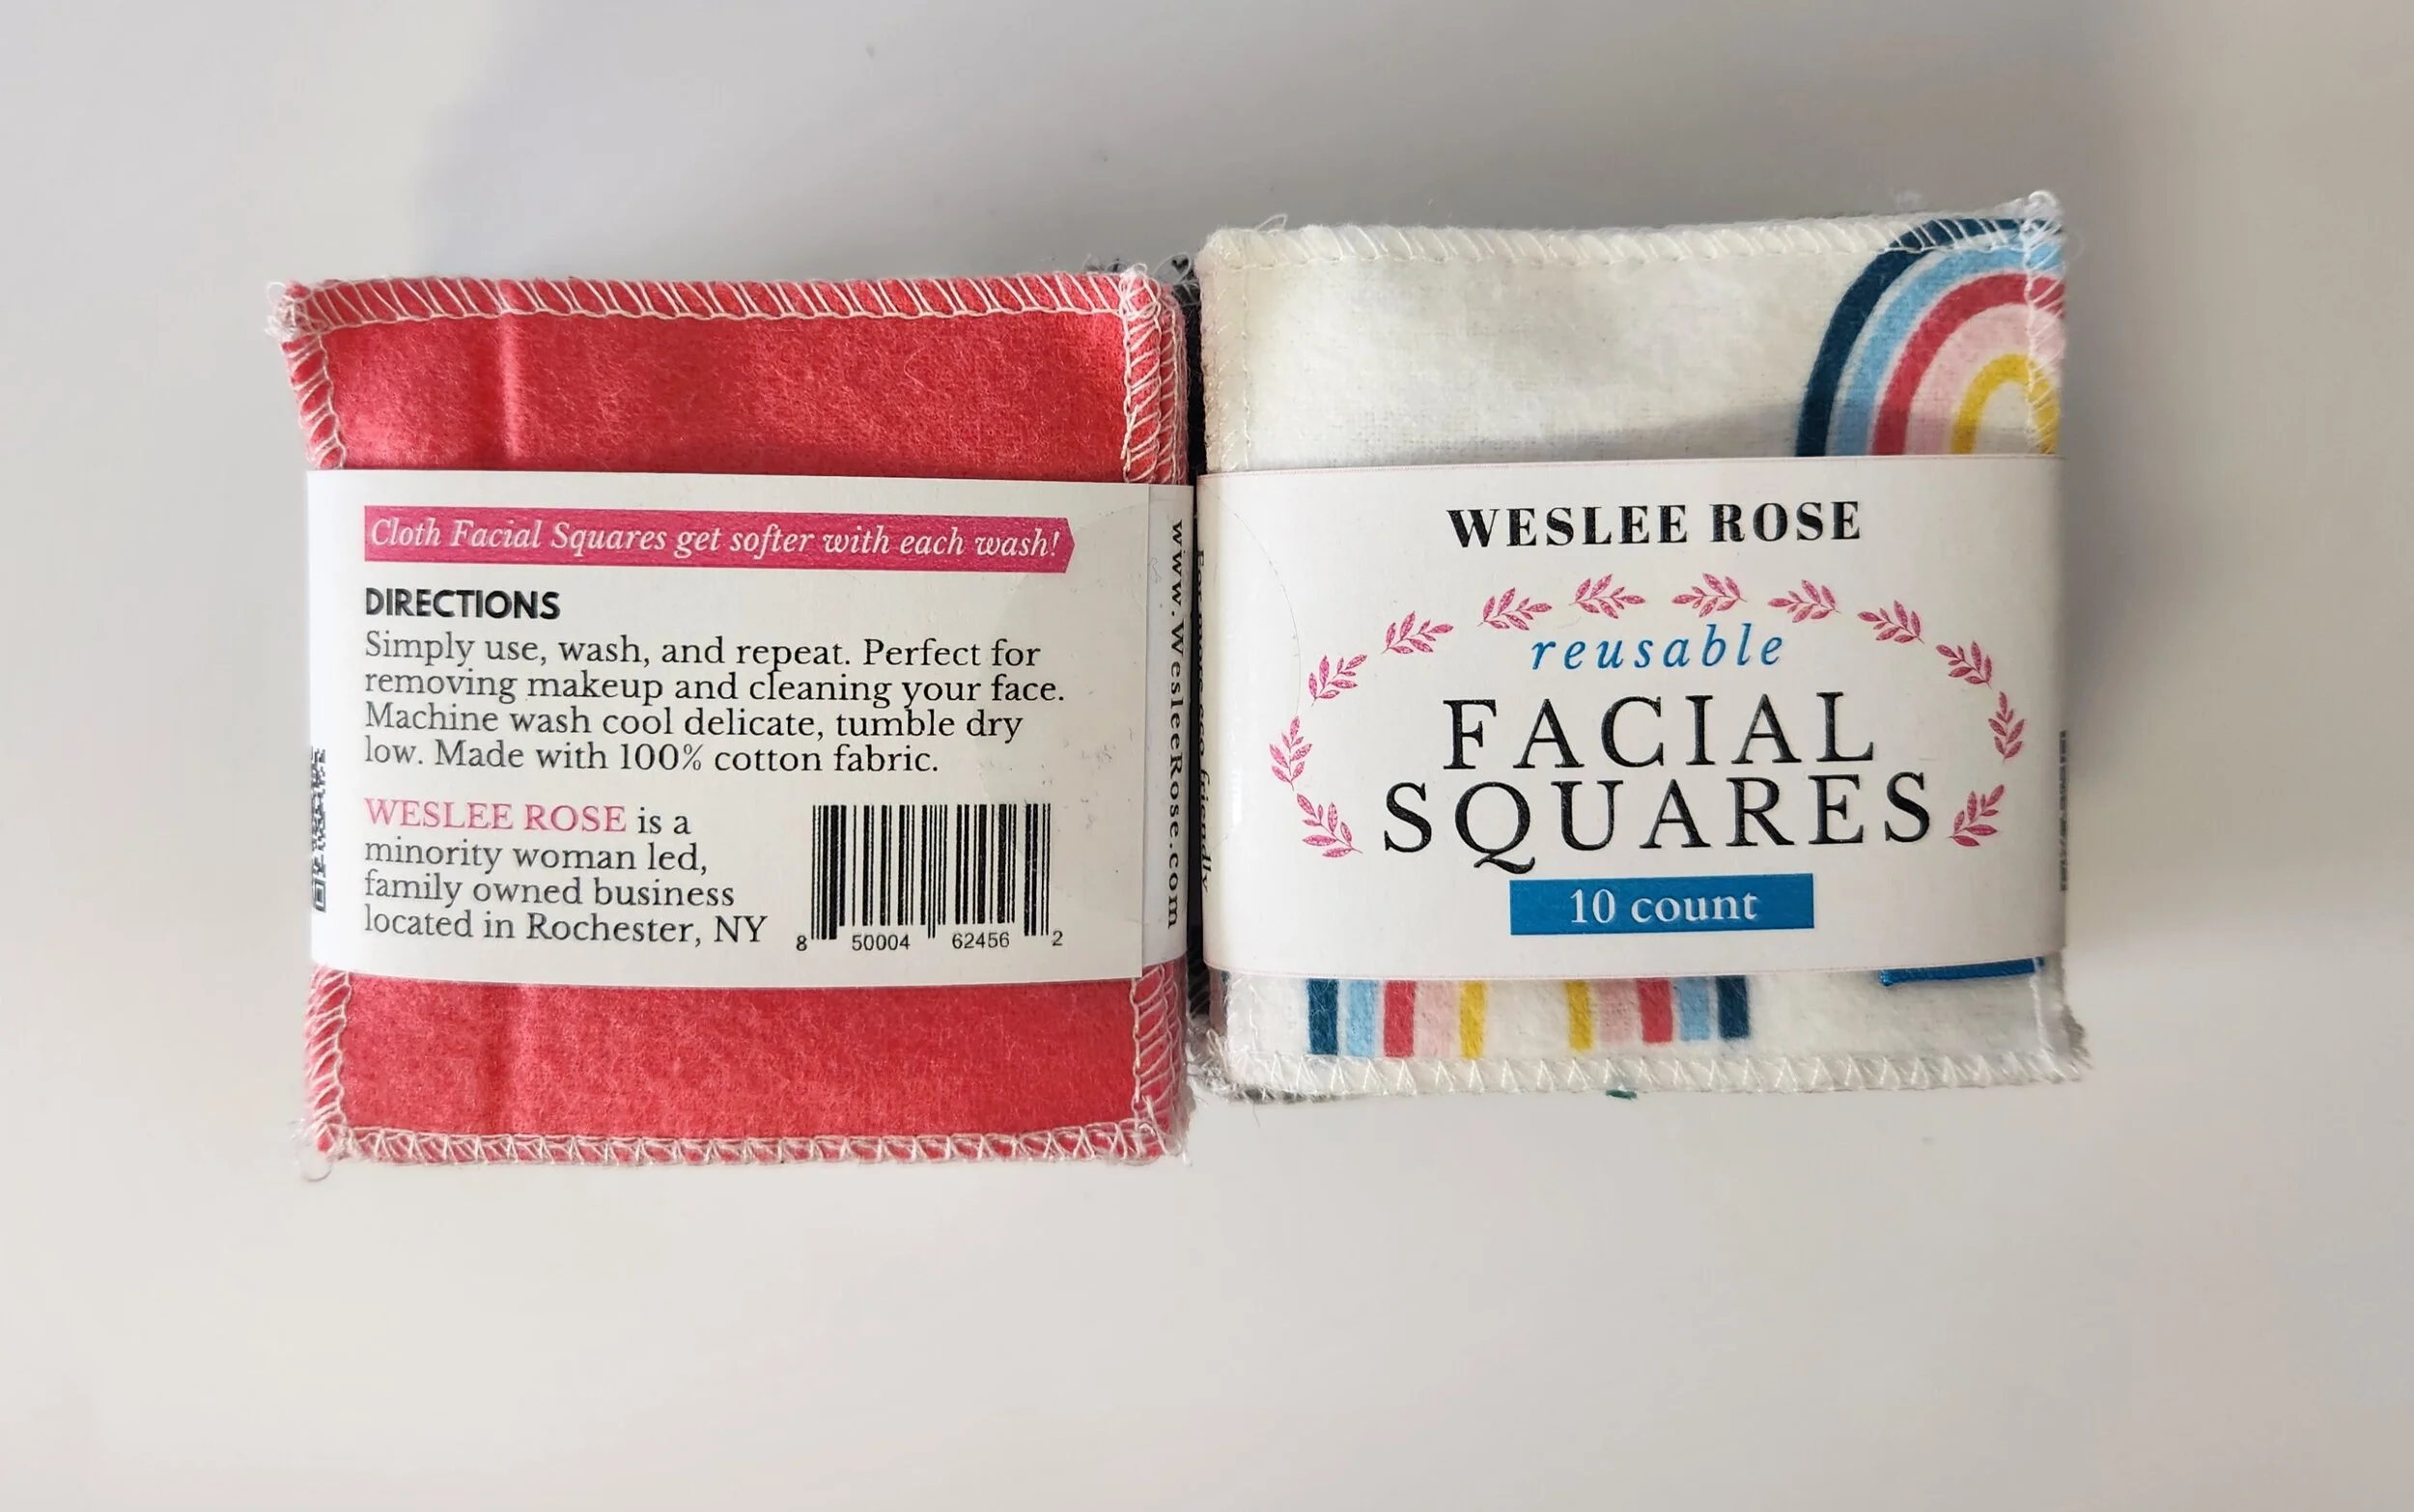 Cloth Facial Squares get softer with each wash!
DIRECTIONS
Simply use, wash, and repeat. Perfect for
removing makeup and cleaning your face.
Machine wash cool delicate, tumble dry
low. Made with 100% cotton fabric.
WESLEE ROSE is a
minority woman led,
family owned business
located in Rochester, NY
8 50004 62456 2
www.WesleeRose.com
WESLEE ROSE
reusable
FACIAL
SQUARES
10 count